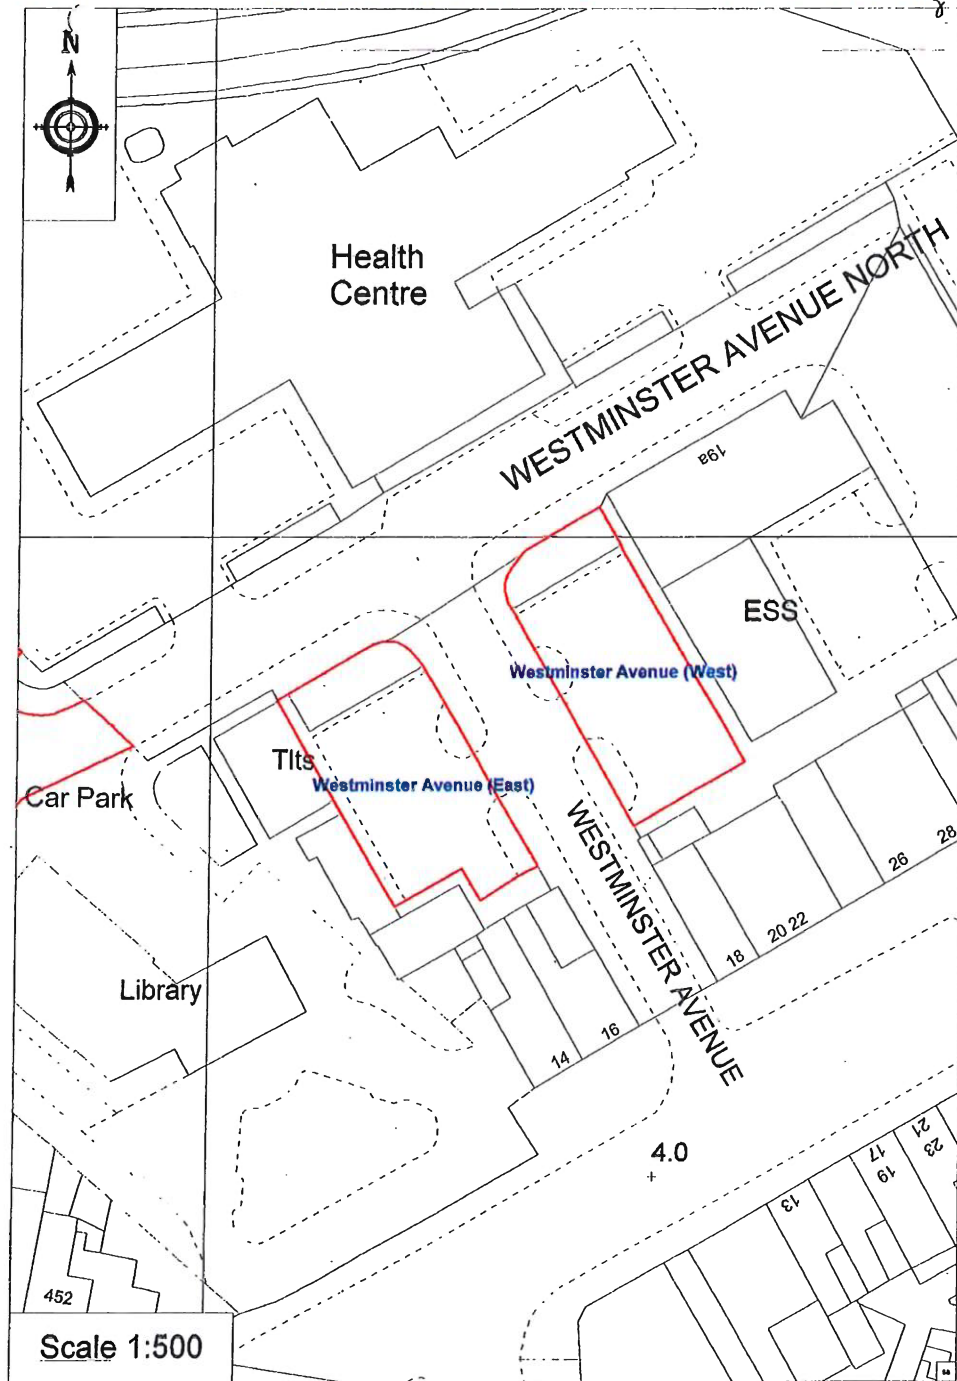 N
Health
Centre
WESTMINSTER AVENUE NORTH
19a
ESS
Westminster Avenue (West)
Tlts
Westminster Avenue (East)
Car Park
WESTMINSTER AVENUE
28
26
20 22
18
Library
16
14
4.0
21
23
17
19
13
452
Scale 1:500